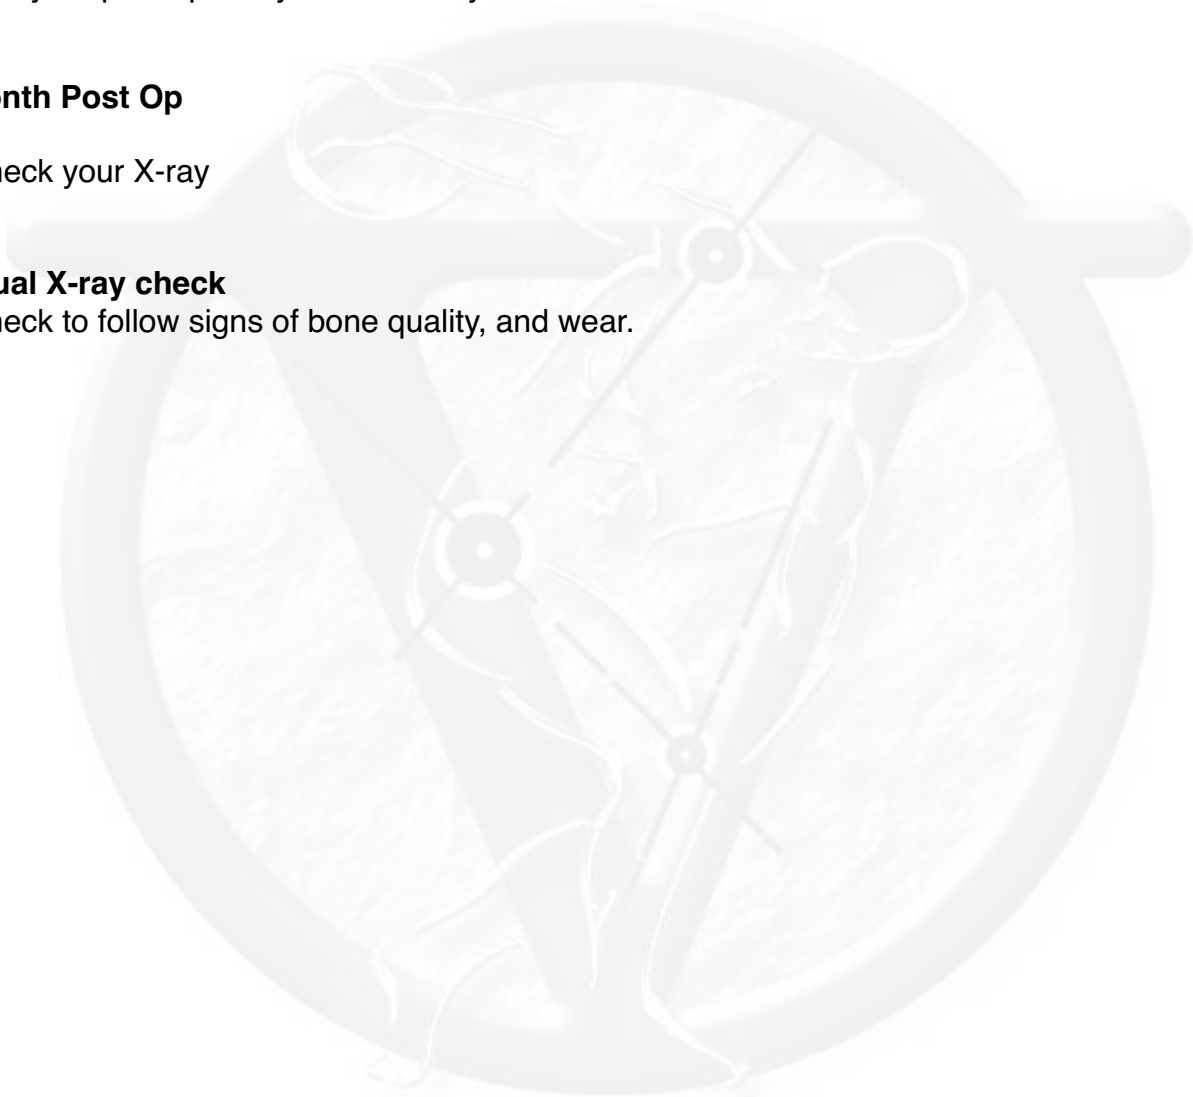 onth Post Op
heck your X-ray
ual X-ray check
heck to follow signs of bone quality, and wear.